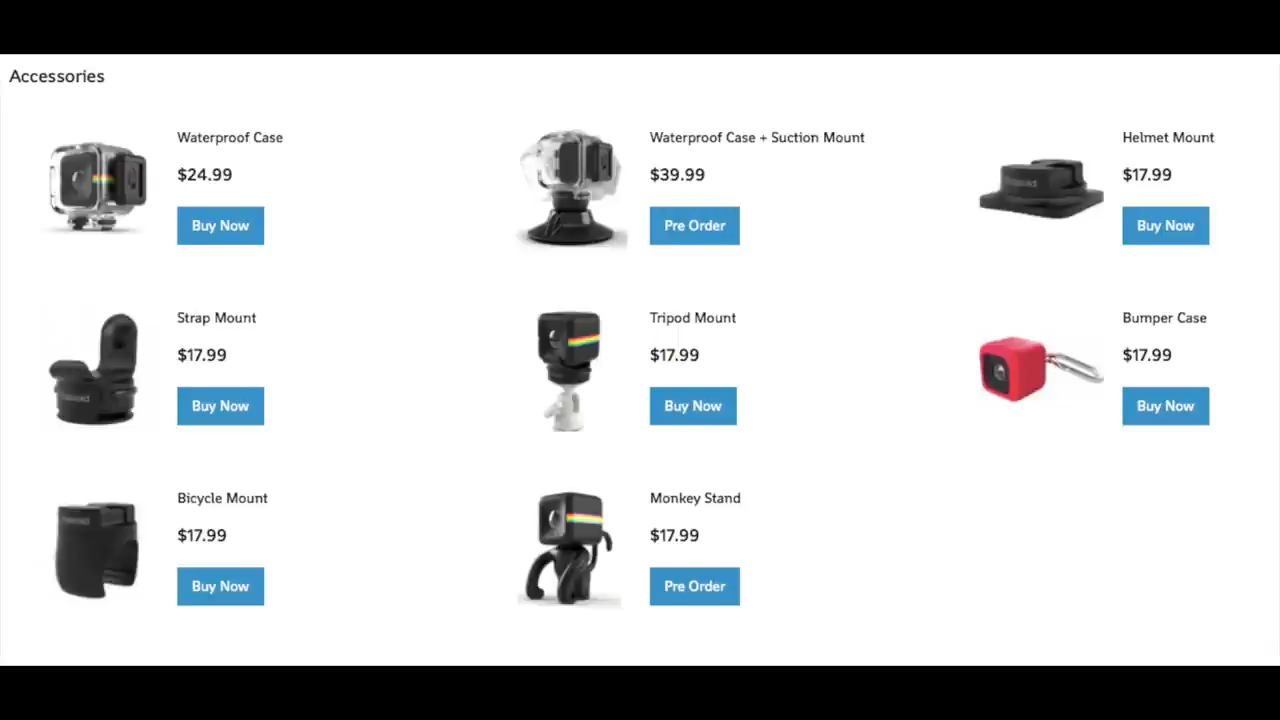 Accessories
Waterproof Case
$24.99
Buy Now
Waterproof Case + Suction Mount
$39.99
Pre Order
Helmet Mount
$17.99
Buy Now
Strap Mount
$17.99
Buy Now
Tripod Mount
$17.99
Buy Now
Bumper Case
$17.99
Buy Now
Bicycle Mount
$17.99
Buy Now
Monkey Stand
$17.99
Pre Order